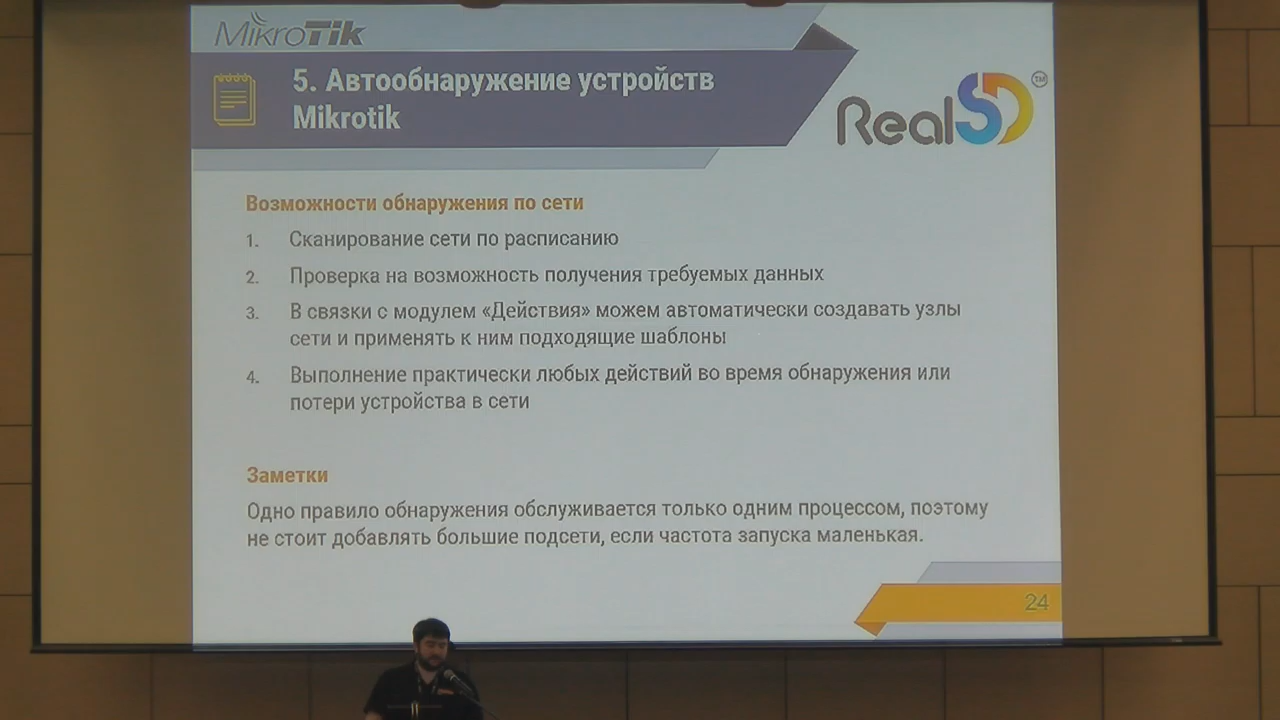 MikroTik
5. Автообнаружение устройств
Mikrotik
RealSD™
Возможности обнаружения по сети
1. Сканирование сети по расписанию
2. Проверка на возможность получения требуемых данных
3. В связки с модулем «Действия» можем автоматически создавать узлы
сети и применять к ним подходящие шаблоны
4. Выполнение практически любых действий во время обнаружения или
потери устройства в сети
Заметки
Одно правило обнаружения обслуживается только одним процессом, поэтому
не стоит добавлять большие подсети, если частота запуска маленькая.
24